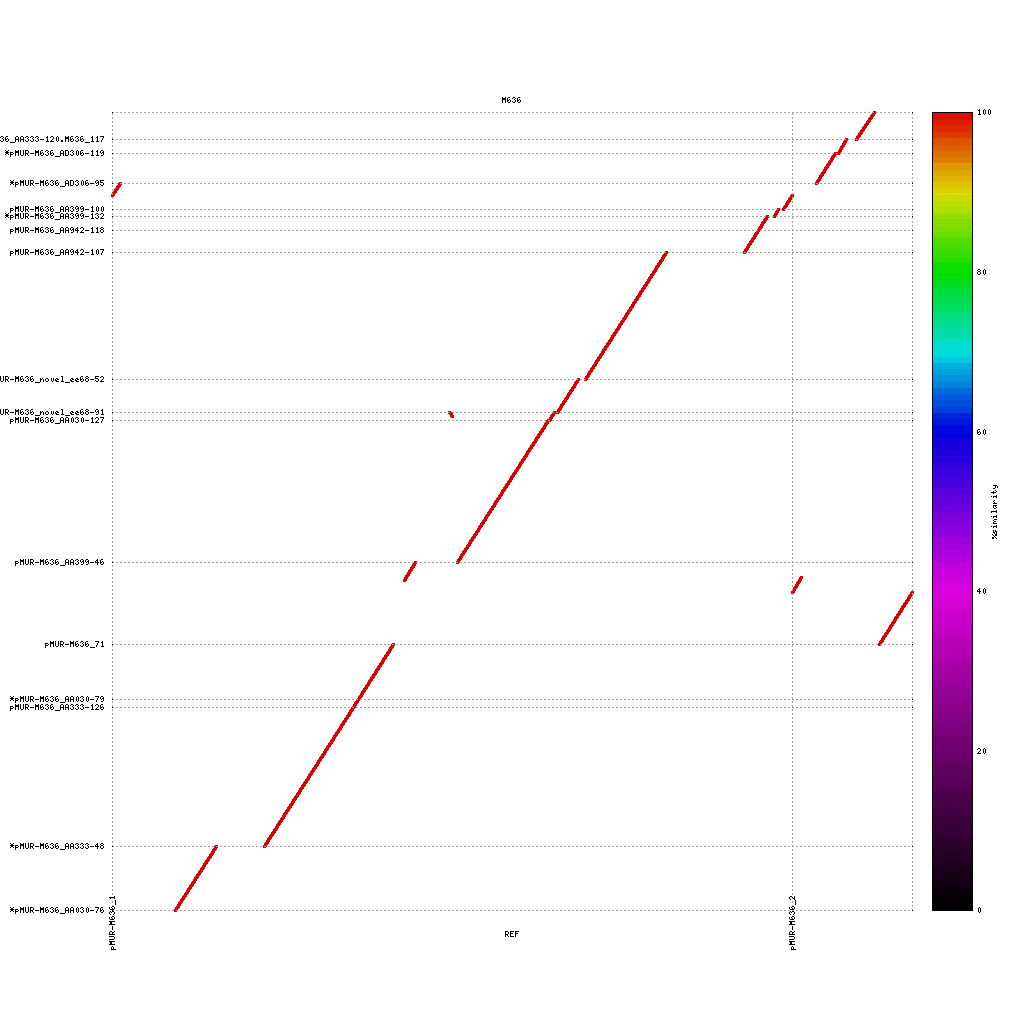 M636
36_AA333-120.M636_117
*pMUR-M636_AD306-119
*pMUR-M636_AD306-95
pMUR-M636_AA399-100
*pMUR-M636_AA399-132
pMUR-M636_AA942-118
pMUR-M636_AA942-107
UR-M636_novel_ee68-52
UR-M636_novel_ee68-91
pMUR-M636_AA030-127
pMUR-M636_AA399-46
pMUR-M636_71
*pMUR-M636_AA030-79
pMUR-M636_AA333-126
*pMUR-M636_AA333-48
*pMUR-M636_AA030-76
pMUR-M636_1
pMUR-M636_2
REF
100
80
60
40
20
0
%similarity